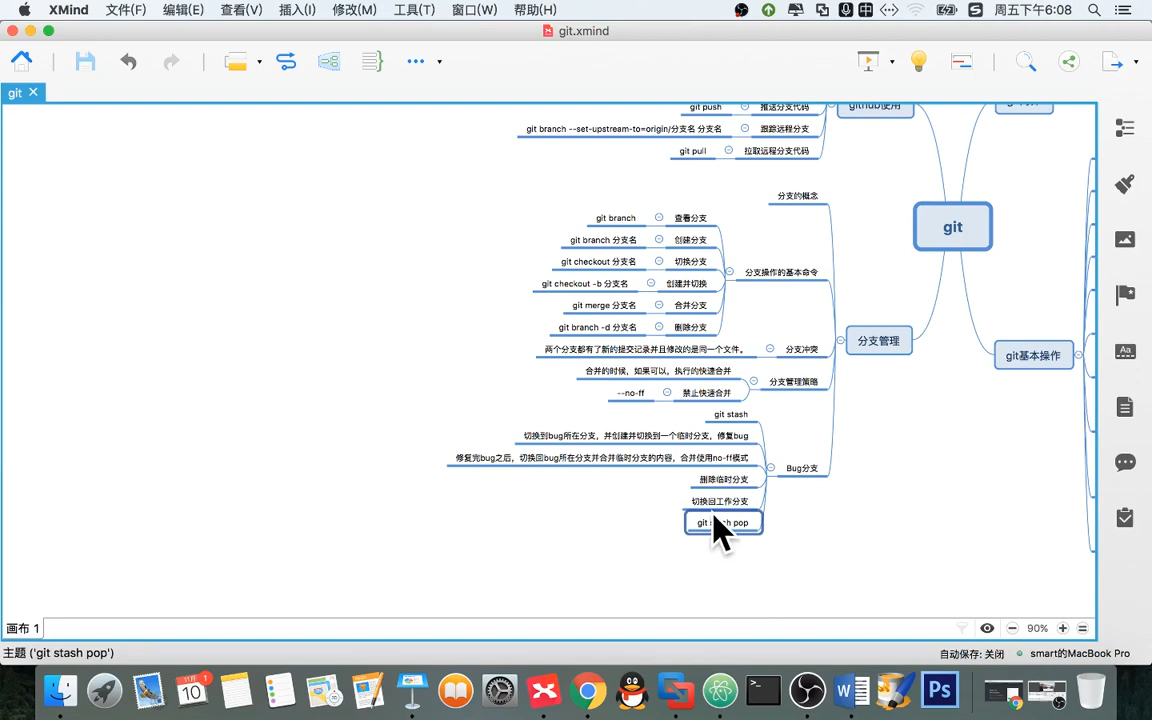 XMind 文件(F) 编辑(E) 查看(V) 插入(I) 修改(M) 工具(T) 窗口(W) 帮助(H) 中 周五下午6:08
git.xmind
git
git push 推送分支代码 github使用
git branch --set-upstream-to=origin/分支名 分支名 跟踪远程分支
git pull 拉取远程分支代码
分支的概念
git branch 查看分支
git
git branch 分支名 创建分支
git checkout 分支名 切换分支
分支操作的基本命令
git checkout -b 分支名 创建并切换
git merge 分支名 合并分支
git branch -d 分支名 删除分支
分支管理
两个分支都有了新的提交记录并且修改的是同一个文件。 分支冲突
git基本操作
合并的时候，如果可以，执行的快速合并
分支管理策略
--no-ff 禁止快速合并
git stash
切换到bug所在分支，并创建并切换到一个临时分支，修复bug
修复完bug之后，切换回bug所在分支并合并临时分支的内容，合并使用no-ff模式
Bug分支
删除临时分支
切换回工作分支
pop
画布 1
90%
主题 ('git stash pop') 自动保存: 关闭 smart的MacBook Pro
Aa
11月
10
1
W
Ps